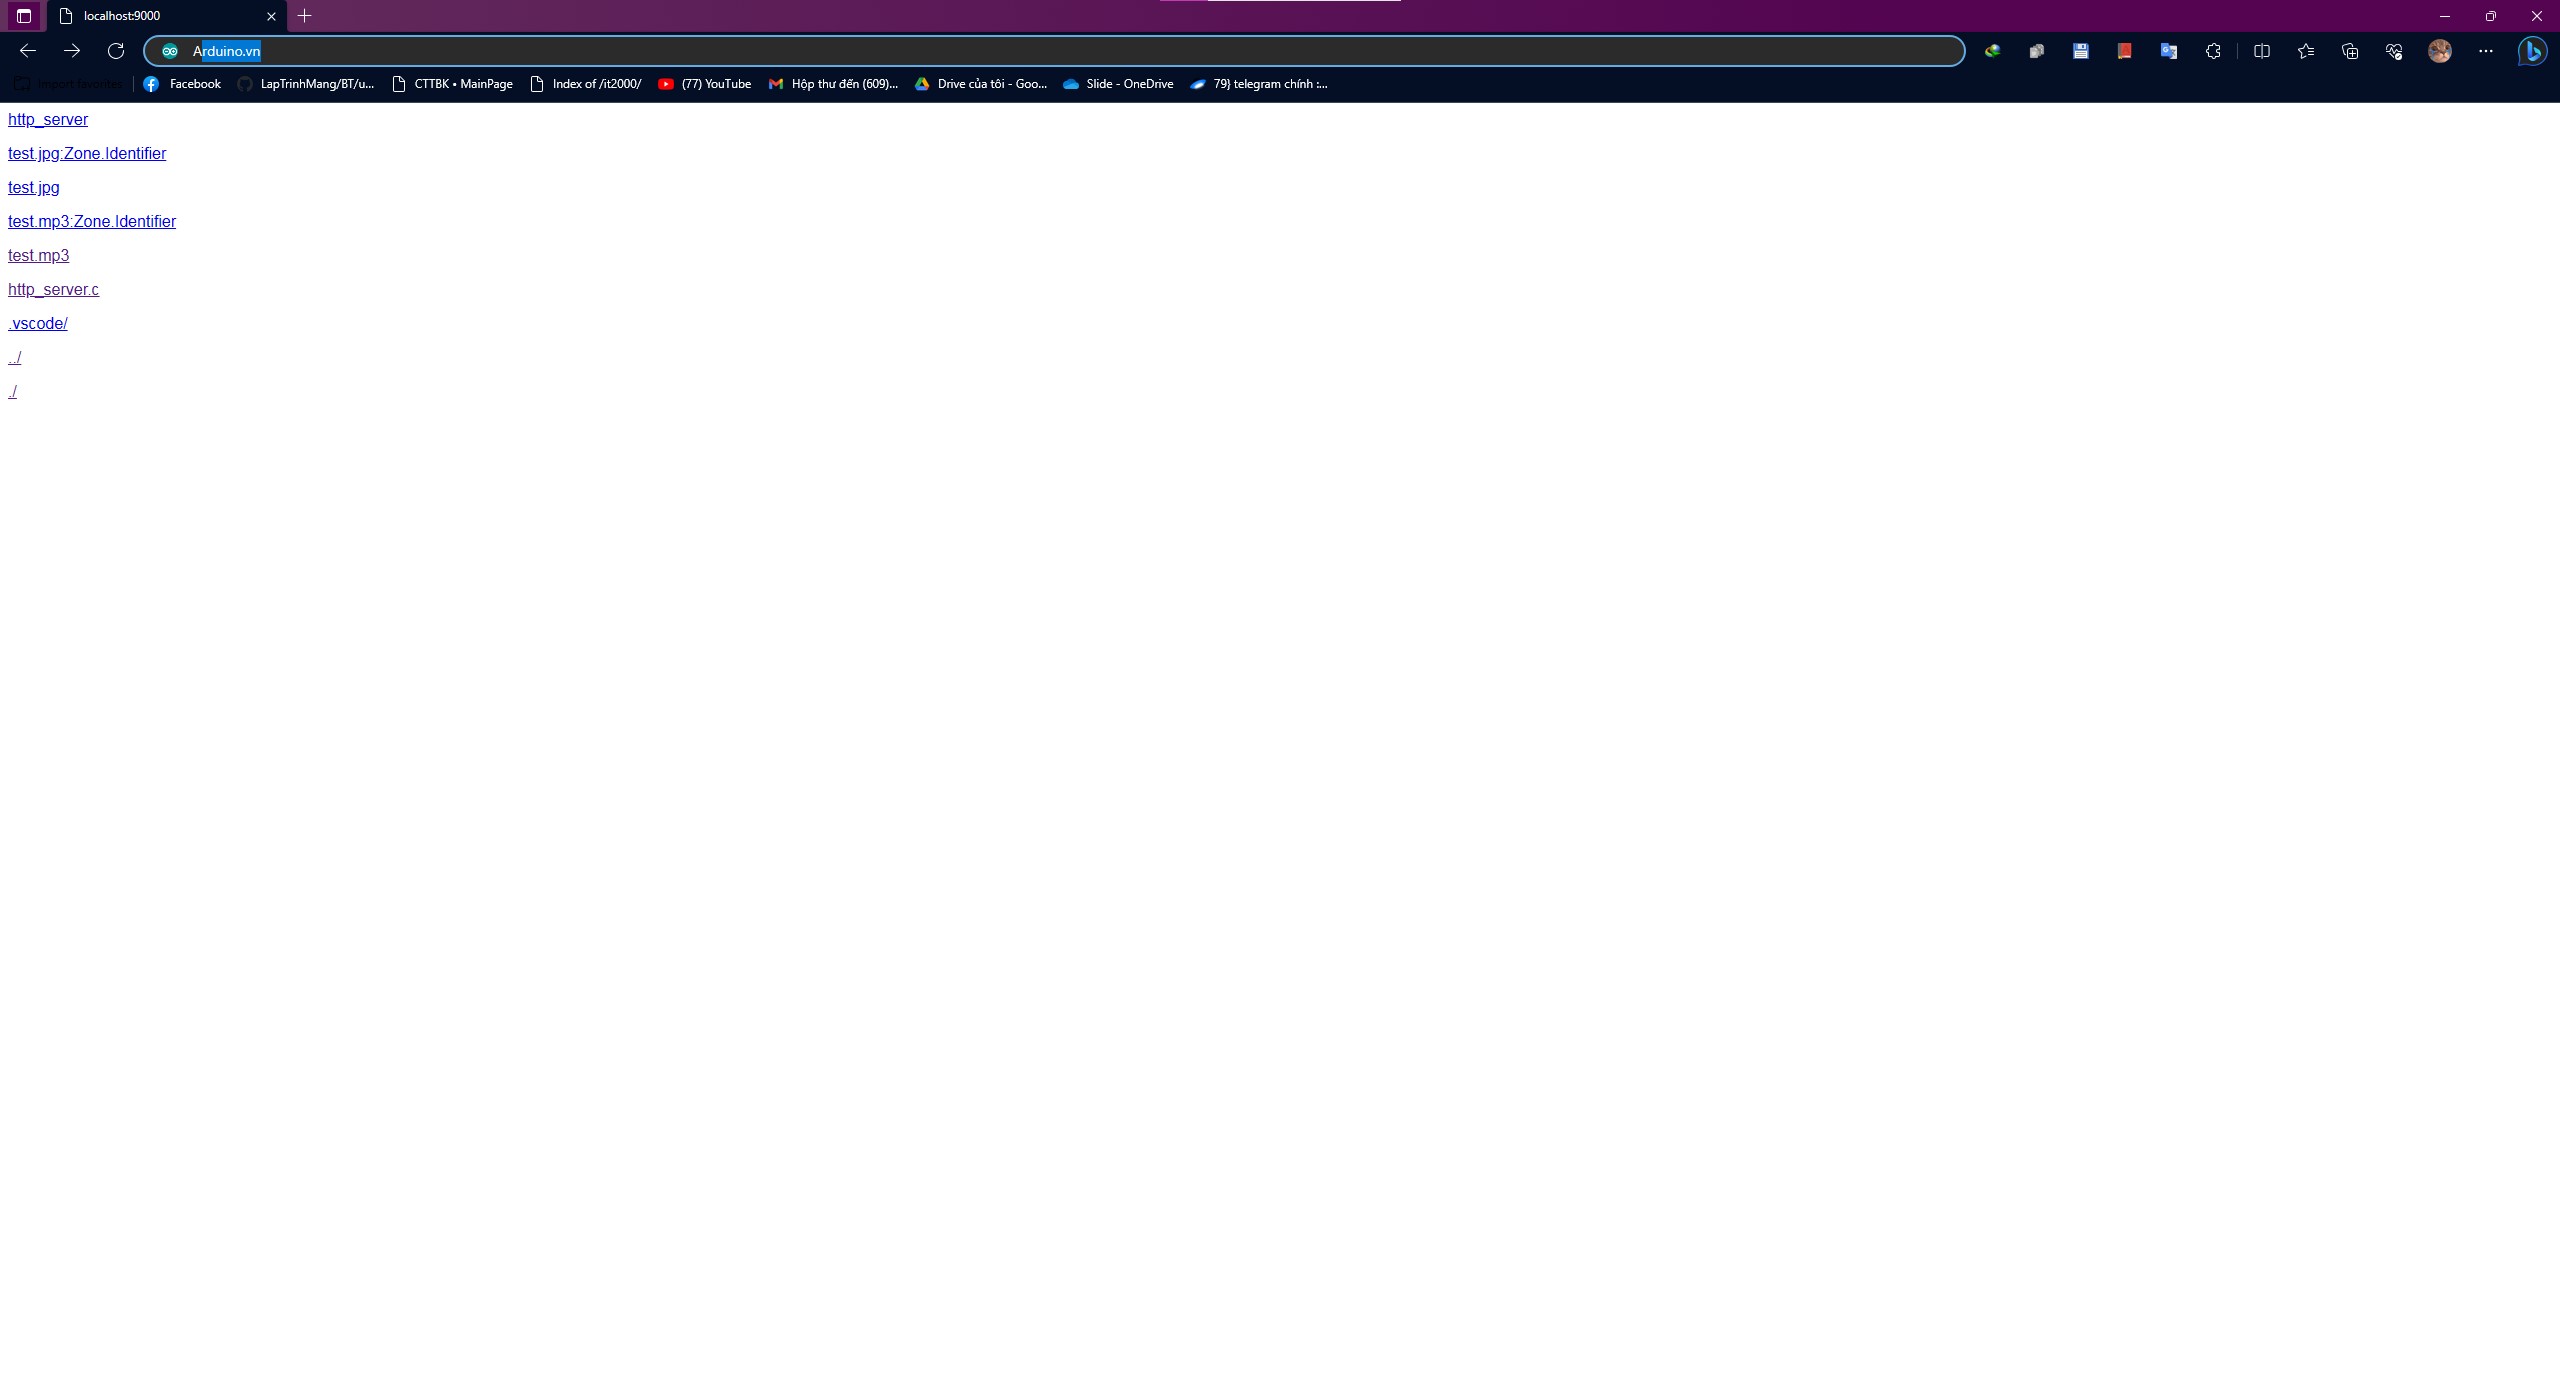 localhost:9000
Arduino.vn
Import favorites
Facebook
LapTrinhMang/BT/u...
CTTBK • MainPage
Index of /it2000/
(77) YouTube
Hộp thư đến (609)...
Drive của tôi - Goo...
Slide - OneDrive
79} telegram chính :...
http_server
test.jpg:Zone.Identifier
test.jpg
test.mp3:Zone.Identifier
test.mp3
http_server.c
.vscode/
../
./